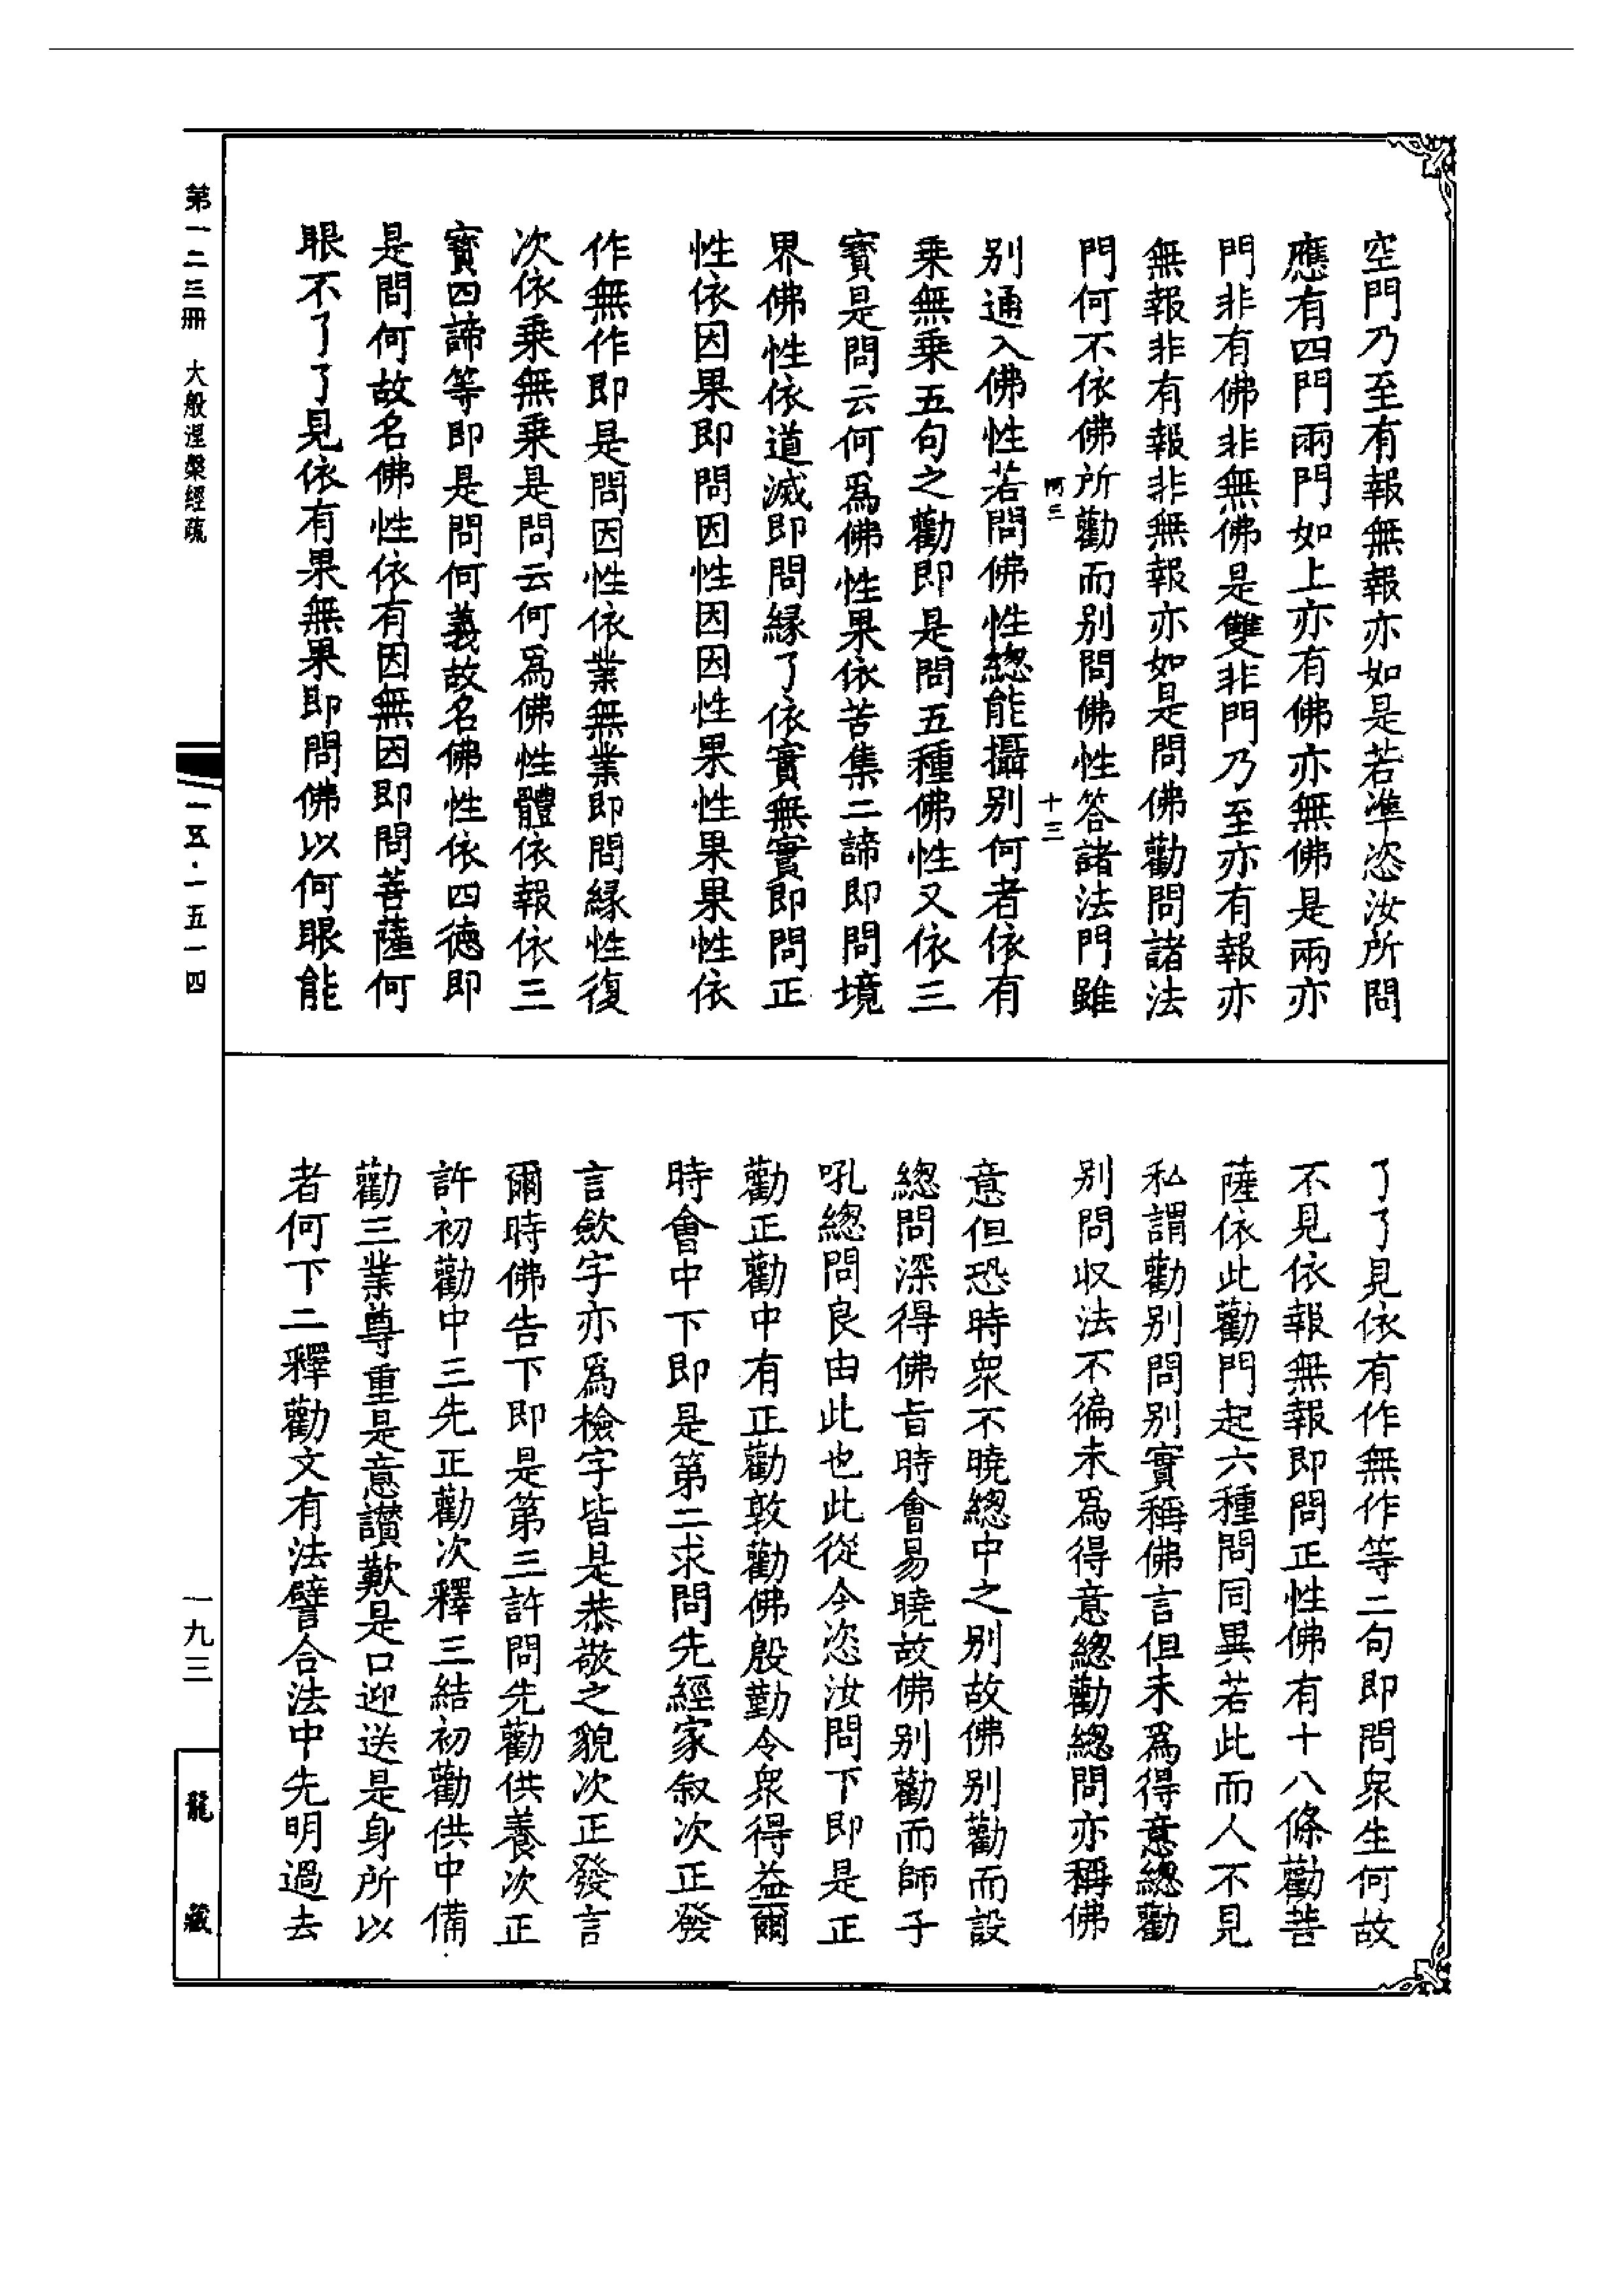 空門乃至有報無報亦如是若準恣汝所問
應有四門兩門如上亦有佛亦無佛是兩亦
門非有佛非無佛是雙非門乃至亦有報亦
無報非有報非無報亦如是問佛勸問諸法
門何不依佛所勸而別問佛性答諸法門雖
阿三 十三
別通入佛性若問佛性總能攝別何者依有
乗無乗五句之勸即是問五種佛性又依三
寳是問云何爲佛性果依苦集二諦即問境
界佛性依道滅即問縁了依實無實即問正
性依因果即問因性因因性果性果果性依
作無作即是問因性依業無業即問縁性復
次依乗無乗是問云何爲佛性體依報依三
寳四諦等即是問何義故名佛性依四德即
是問何故名佛性依有因無因即問菩薩何
眼不了了見依有果無果即問佛以何眼能
了了見依有作無作等二句即問衆生何故
不見依報無報即問正性佛有十八條勸菩
薩依此勸門起六種問同異若此而人不見
私謂勸別問別實稱佛言但未爲得意總勸
別問収法不徧未爲得意總勸總問亦稱佛
意但恐時衆不曉總中之別故佛別勸而設
總問深得佛旨時會易曉故佛別勸而師子
吼總問良由此也此從今恣汝問下即是正
勸正勸中有正勸敦勸佛殷勤令衆得益爾
時會中下即是第二求問先經家叙次正發
言斂字亦爲檢字皆是恭敬之貌次正發言
爾時佛告下即是第三許問先勸供養次正
許初勸中三先正勸次釋三結初勸供中備
勸三業尊重是意讃歎是口迎送是身所以
者何下二釋勸文有法譬合法中先明過去
第一二三冊 大般涅槃經疏
一五·一五一四
一九三
龍藏